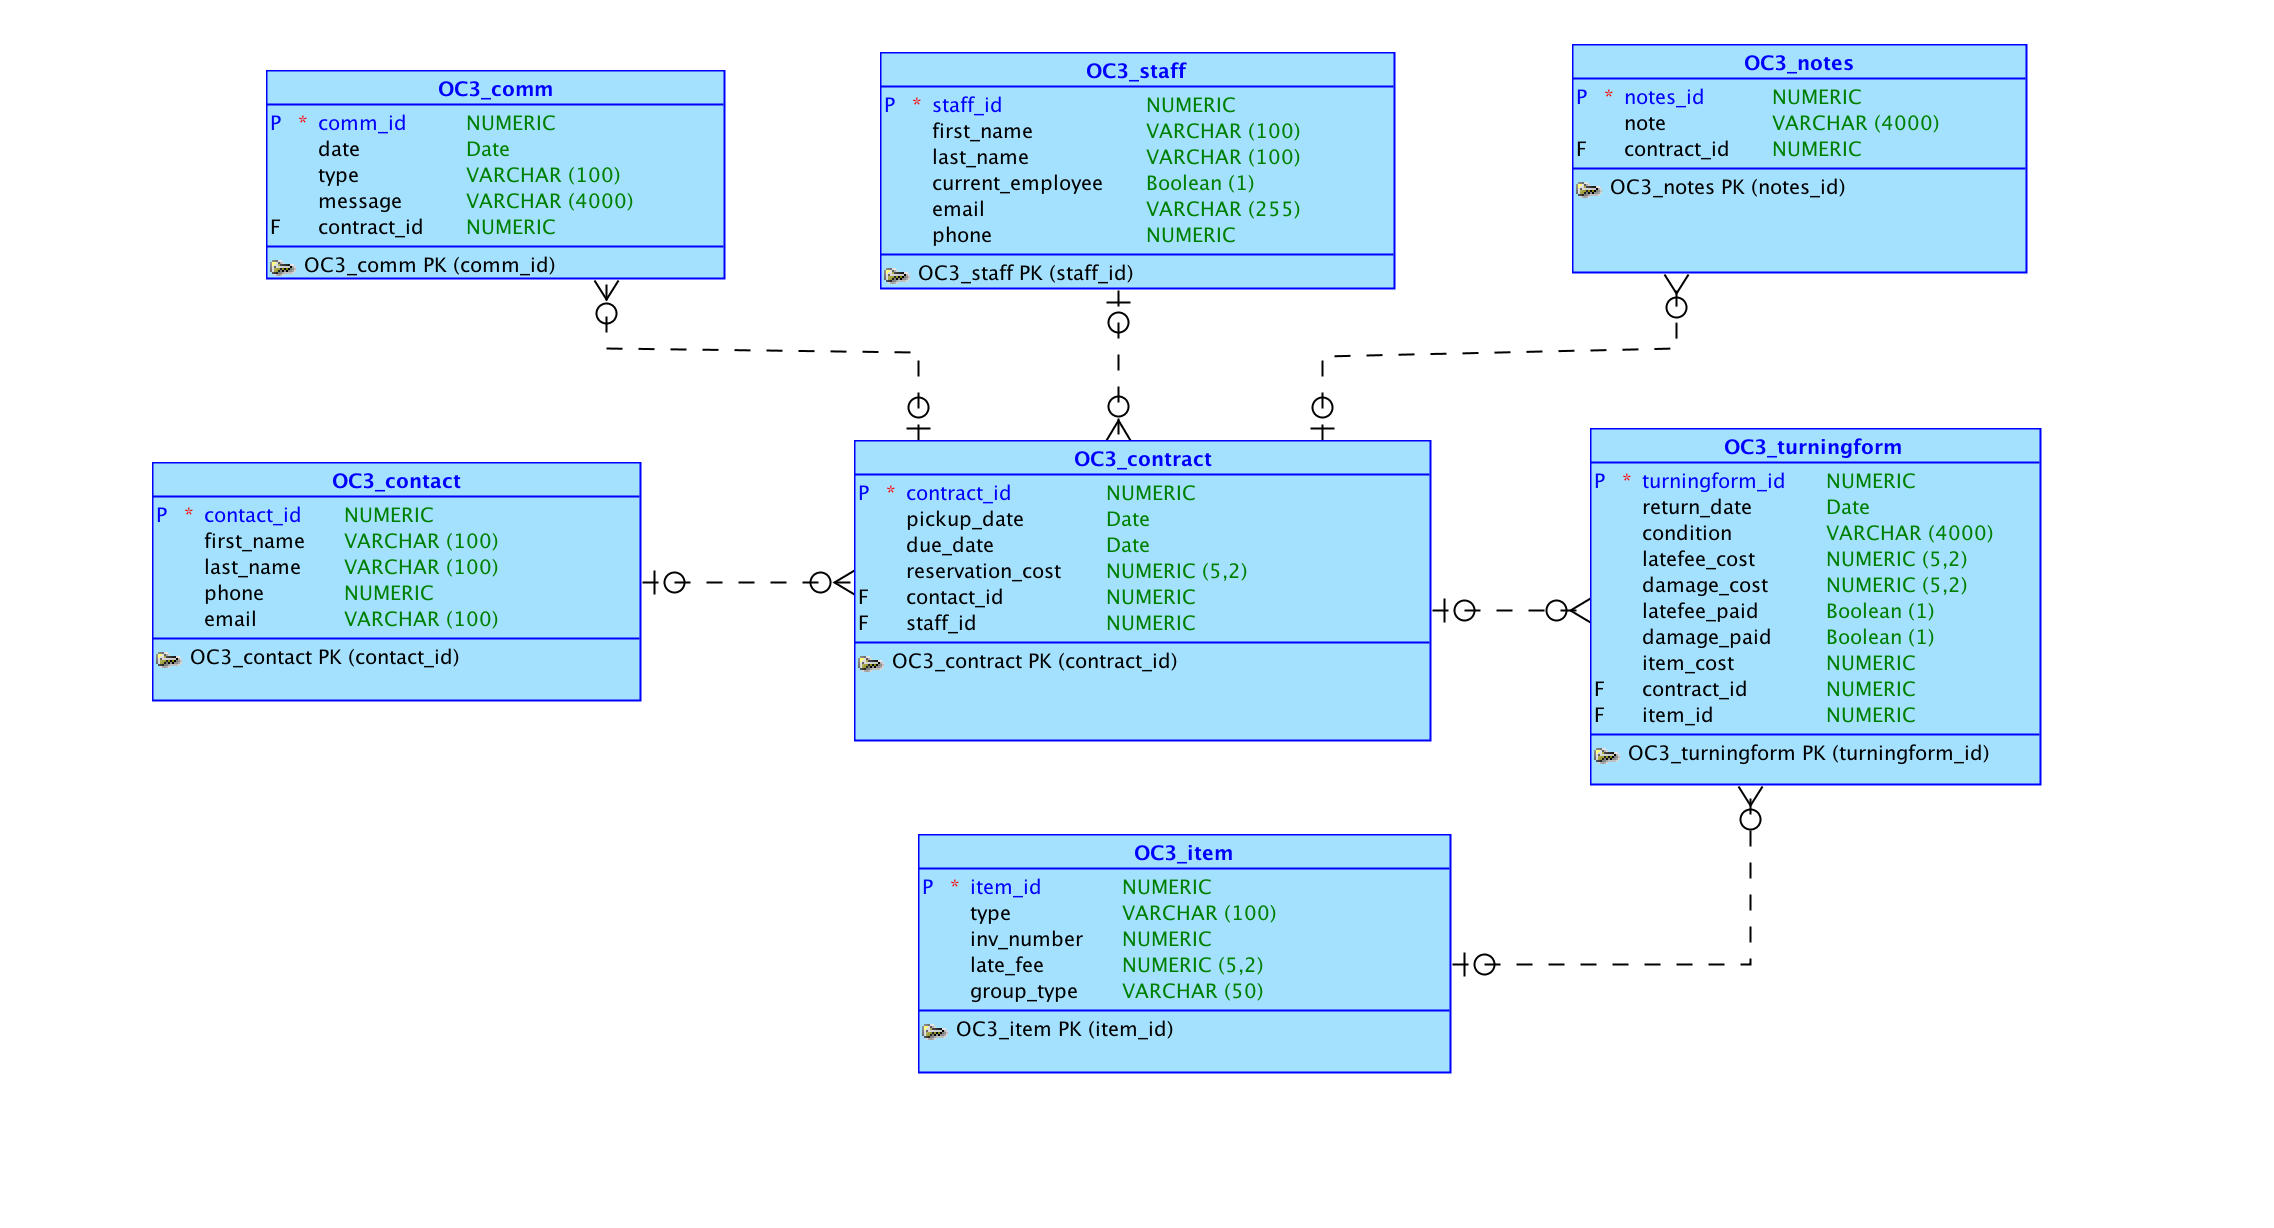 OC3_comm
P * comm_id NUMERIC
date Date
type VARCHAR (100)
message VARCHAR (4000)
F contract_id NUMERIC
OC3_comm PK (comm_id)
OC3_staff
P * staff_id NUMERIC
first_name VARCHAR (100)
last_name VARCHAR (100)
current_employee Boolean (1)
email VARCHAR (255)
phone NUMERIC
OC3_staff PK (staff_id)
OC3_notes
P * notes_id NUMERIC
note VARCHAR (4000)
F contract_id NUMERIC
OC3_notes PK (notes_id)
OC3_contact
P * contact_id NUMERIC
first_name VARCHAR (100)
last_name VARCHAR (100)
phone NUMERIC
email VARCHAR (100)
OC3_contact PK (contact_id)
OC3_contract
P * contract_id NUMERIC
pickup_date Date
due_date Date
reservation_cost NUMERIC (5,2)
F contact_id NUMERIC
F staff_id NUMERIC
OC3_contract PK (contract_id)
OC3_turningform
P * turningform_id NUMERIC
return_date Date
condition VARCHAR (4000)
latefee_cost NUMERIC (5,2)
damage_cost NUMERIC (5,2)
latefee_paid Boolean (1)
damage_paid Boolean (1)
item_cost NUMERIC
F contract_id NUMERIC
F item_id NUMERIC
OC3_turningform PK (turningform_id)
OC3_item
P * item_id NUMERIC
type VARCHAR (100)
inv_number NUMERIC
late_fee NUMERIC (5,2)
group_type VARCHAR (50)
OC3_item PK (item_id)